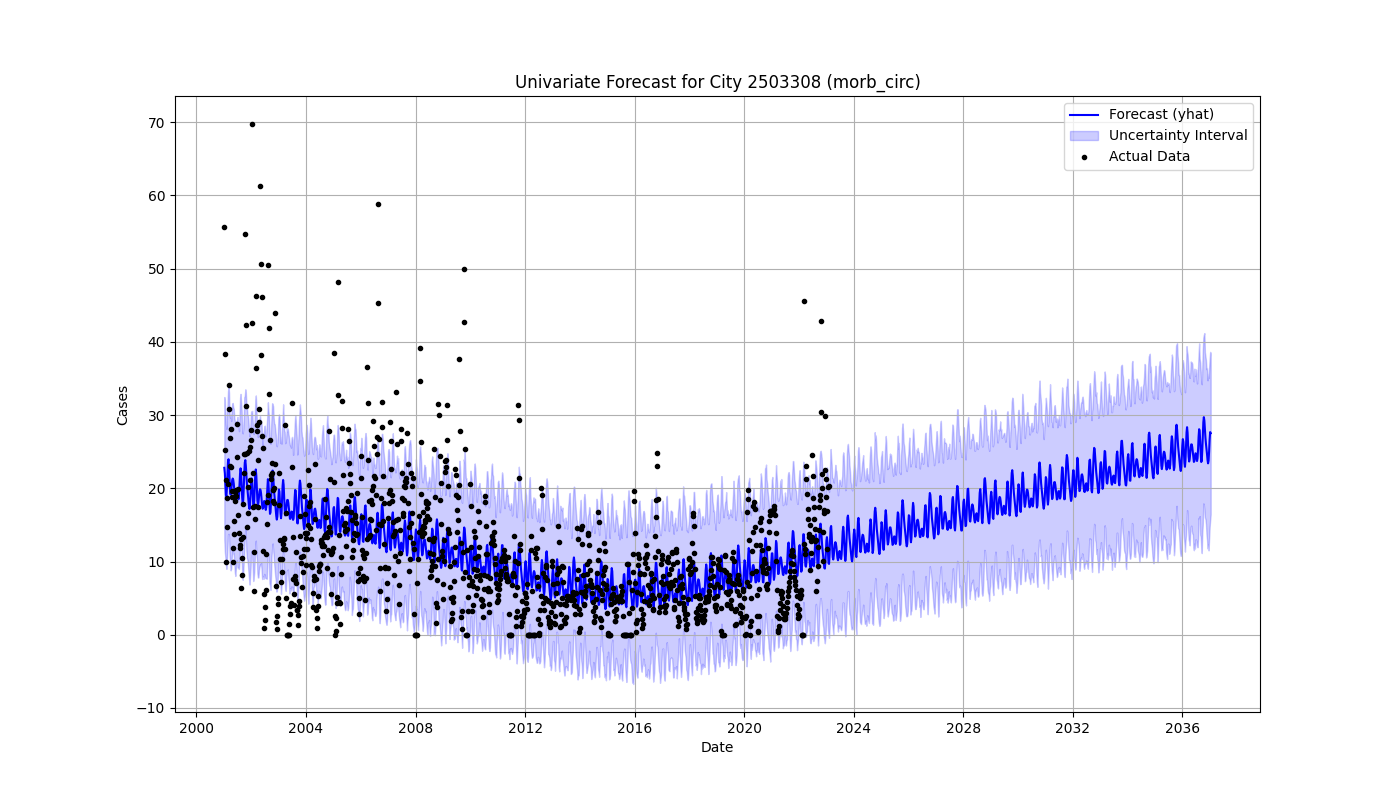 Univariate Forecast for City 2503308 (morb_circ)
Forecast (yhat)
Uncertainty Interval
Actual Data
70
60
50
40
30
20
10
0
−10
Cases
2000 2004 2008 2012 2016 2020 2024 2028 2032 2036
Date